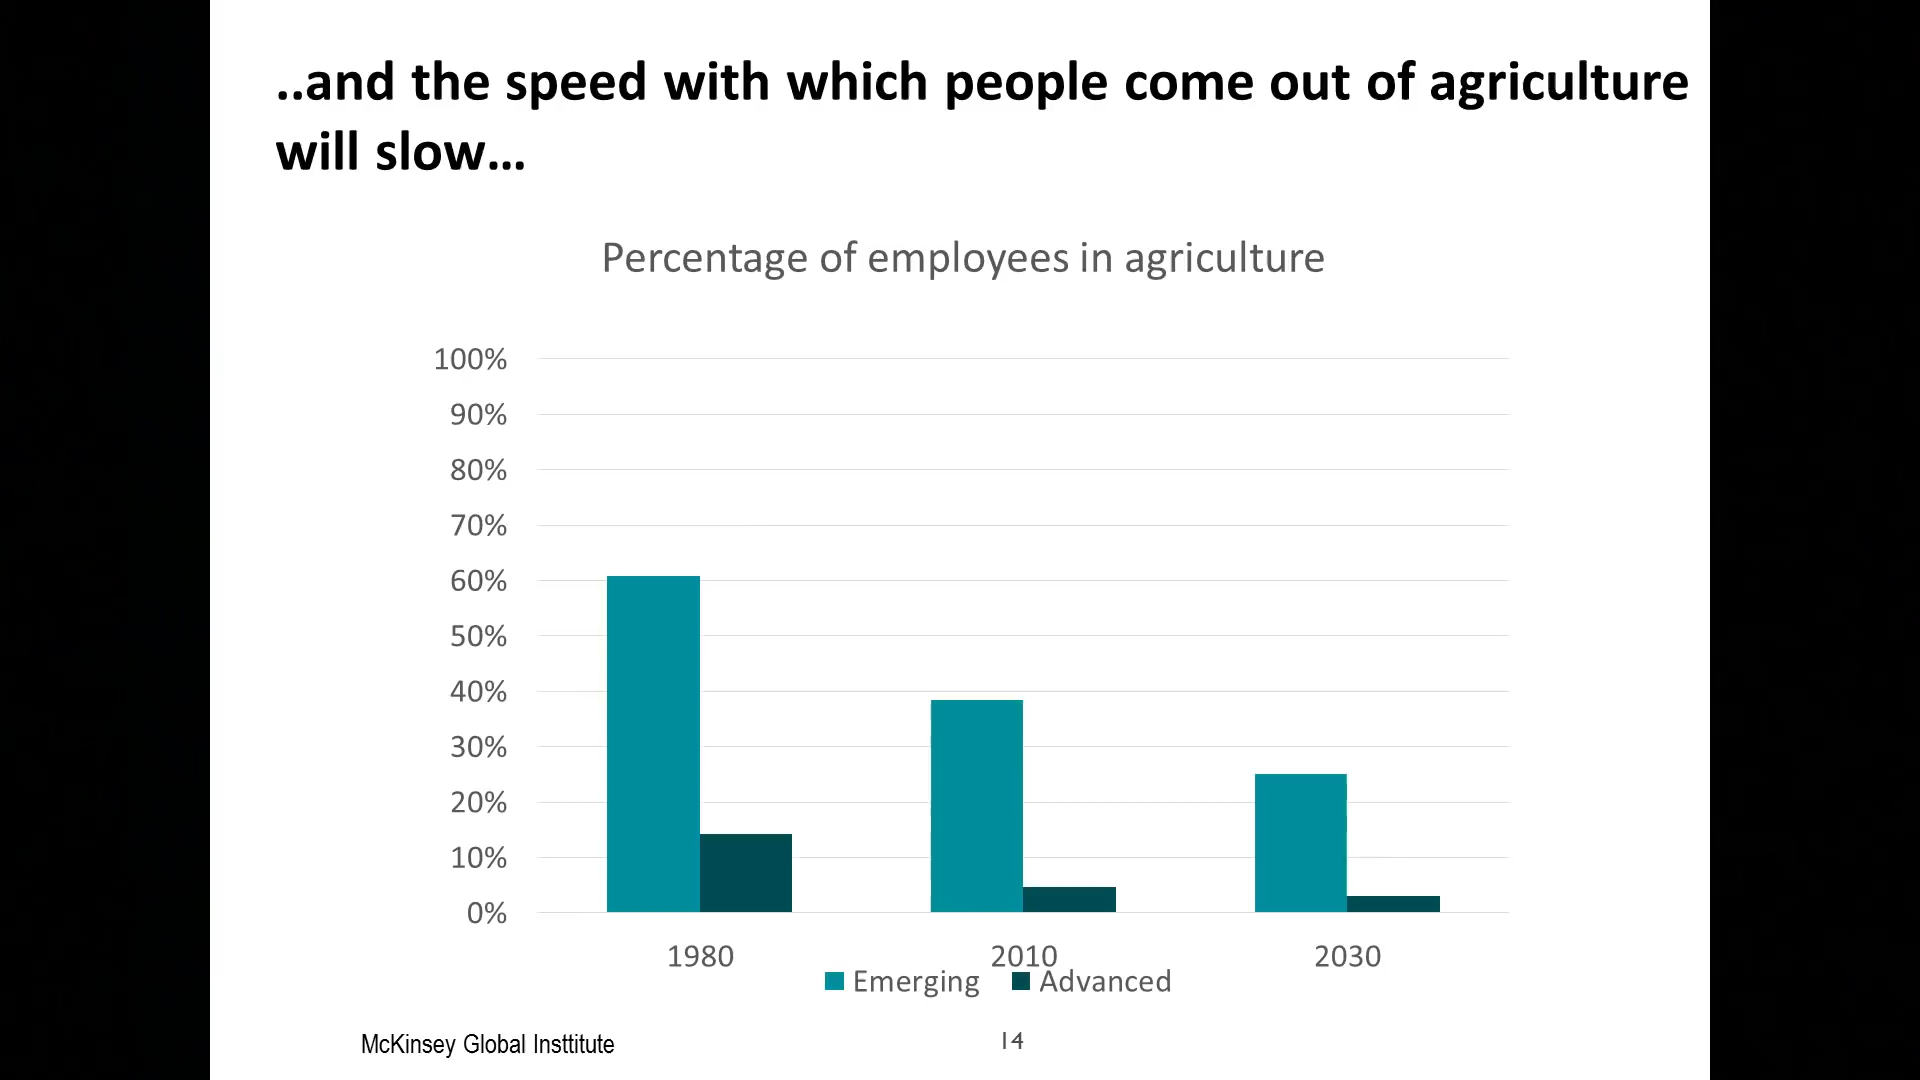 ..and the speed with which people come out of agriculture
will slow...
Percentage of employees in agriculture
100%
90%
80%
70%
60%
50%
40%
30%
20%
10%
0%
1980 2010 2030
Emerging Advanced
McKinsey Global Insttitute 14